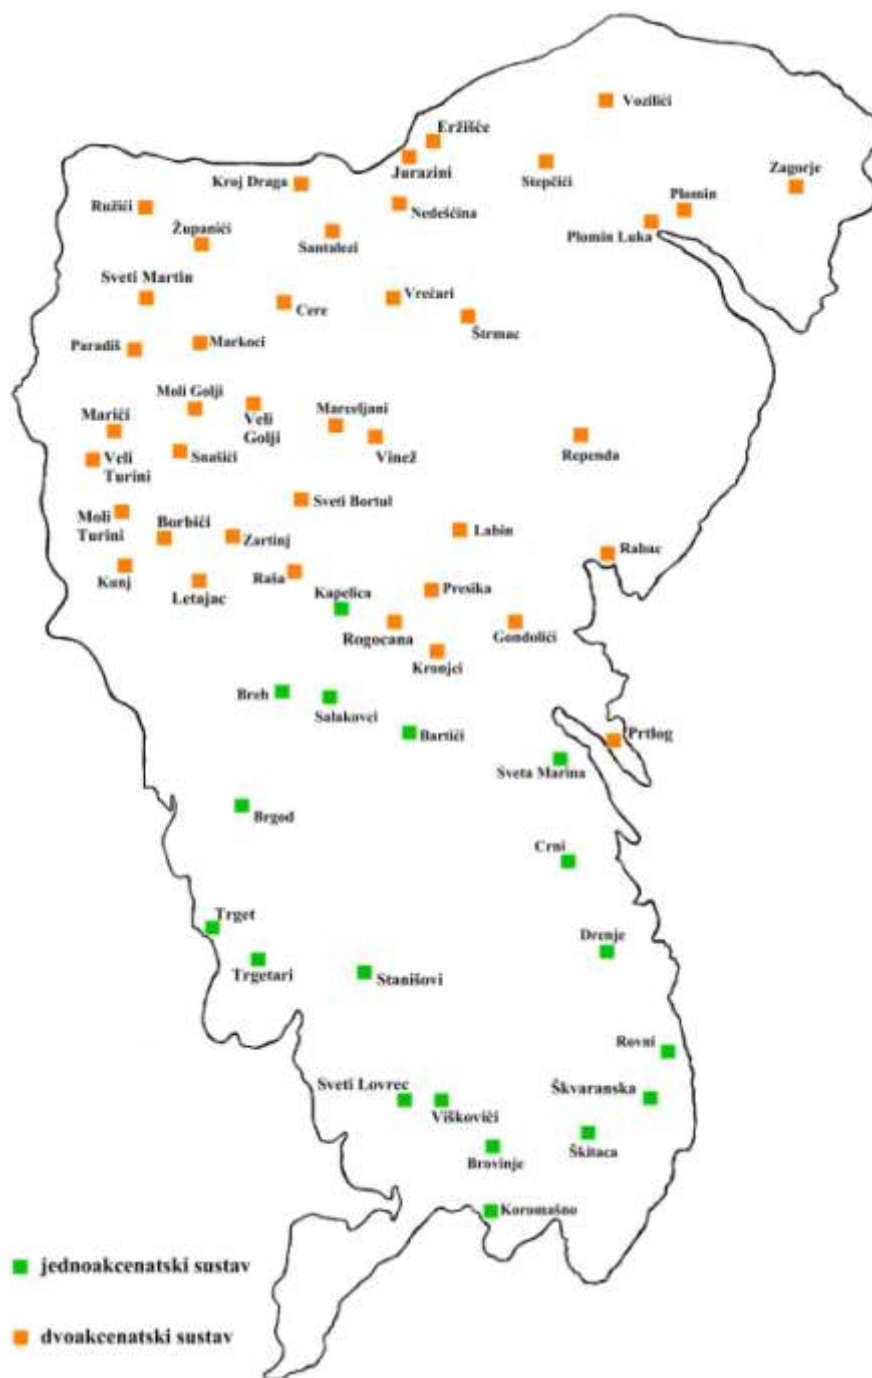 Vozilići
Eržišće
Jurazini
Stepčići
Zagorje
Kroj Draga
Nedešćina
Plomin
Ružići
Županići
Santalezi
Plomin Luka
Sveti Martin
Cere
Vrećari
Štrmac
Paradiš
Markoci
Moli Golji
Veli
Golji
Marceljani
Marići
Vinež
Rependa
Snašići
Veli
Turini
Sveti Bortul
Moli
Turini
Borbići
Zartinj
Labin
Rabac
Kunj
Letajac
Raša
Kapelica
Presika
Rogocana
Gondolići
Kranjci
Breh
Salakovci
Bartići
Prtlog
Sveta Marina
Brgod
Crni
Trget
Drenje
Trgetari
Stanišovi
Rovni
Sveti Lovrec
Viškovići
Škvaranska
Brovinje
Škitaca
Koromašno
jednoakcenatski sustav
dvoakcenatski sustav